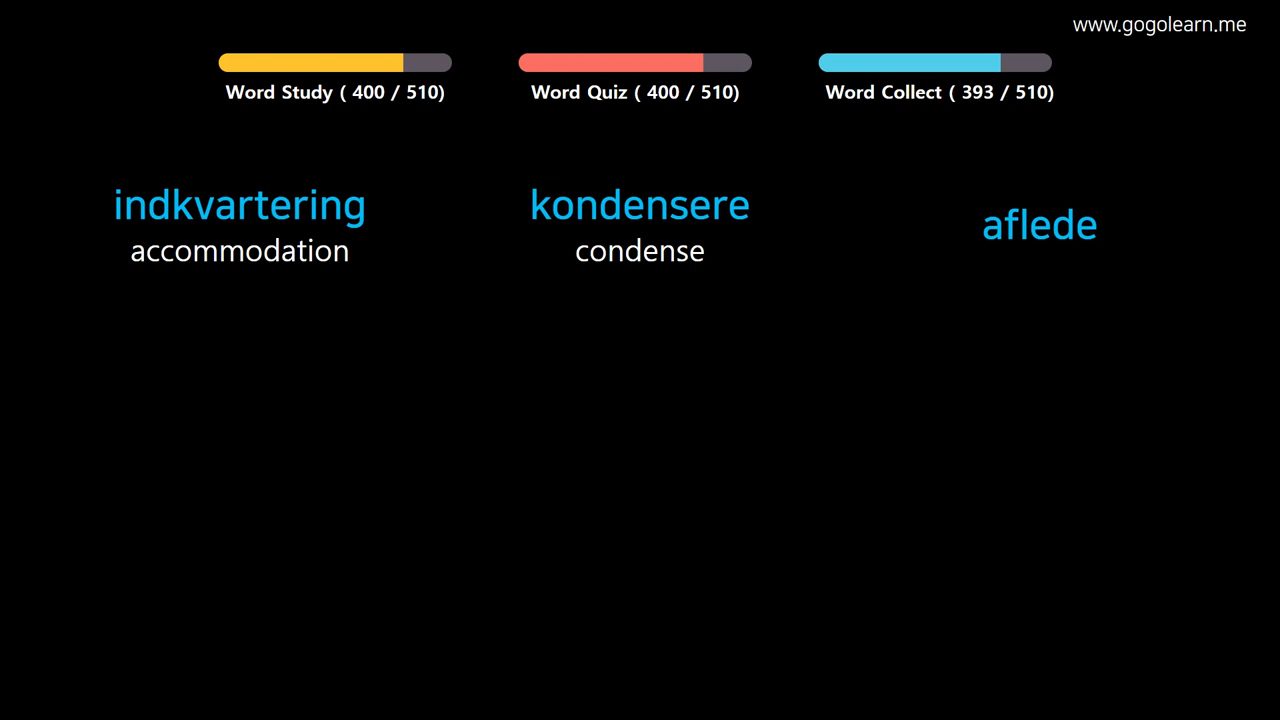 www.gogolearn.me
Word Study ( 400 / 510)
Word Quiz ( 400 / 510)
Word Collect ( 393 / 510)
indkvartering
accommodation
kondensere
condense
aflede